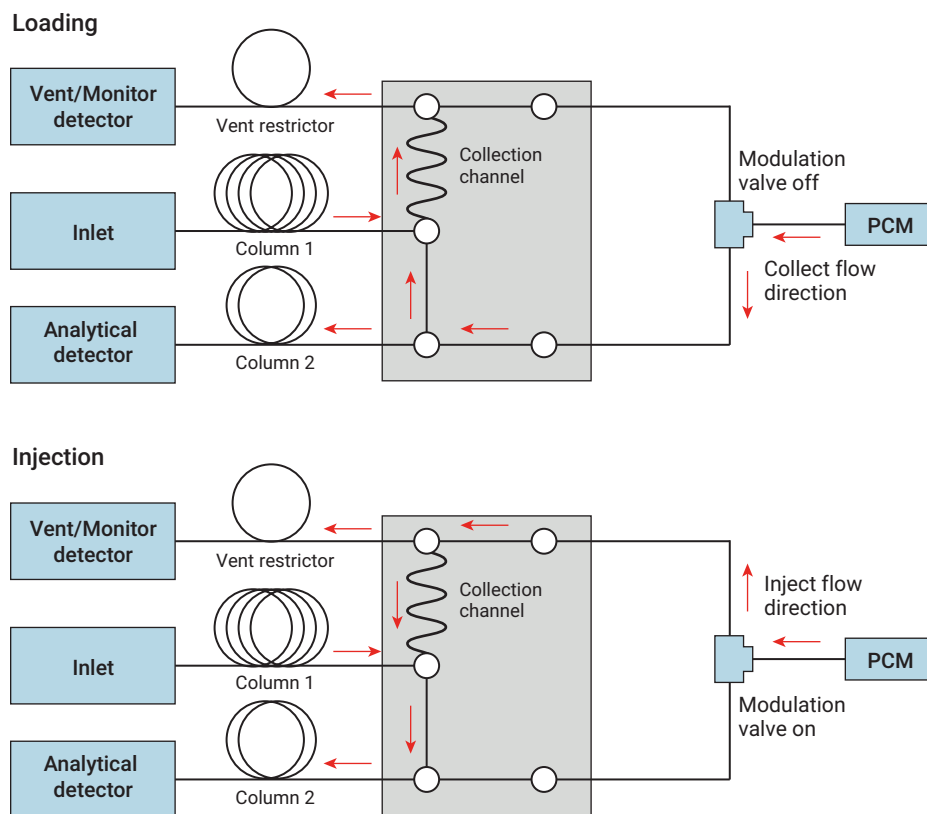 Loading
Vent/Monitor
detector
Vent restrictor
Collection
channel
Modulation
valve off
Inlet
Column 1
PCM
Collect flow
direction
Analytical
detector
Column 2
Injection
Vent/Monitor
detector
Vent restrictor
Collection
channel
Inject flow
direction
Inlet
Column 1
PCM
Modulation
valve on
Analytical
detector
Column 2